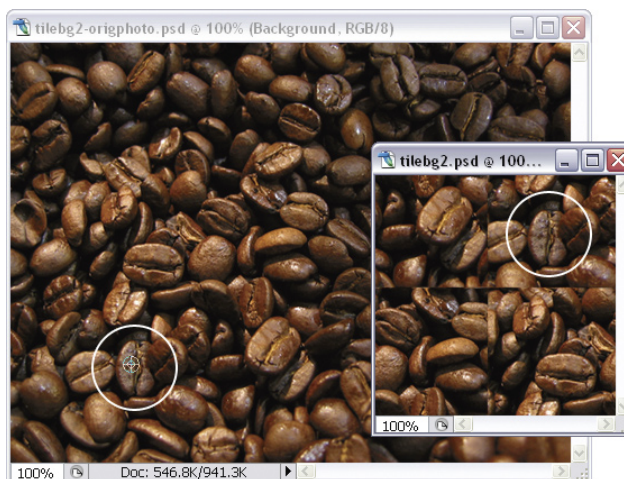 tilebg2-origphoto.psd @ 100% (Background, RGB/8)
tilebg2.psd @ 100...
100%
100%
Doc: 546.8K/941.3K